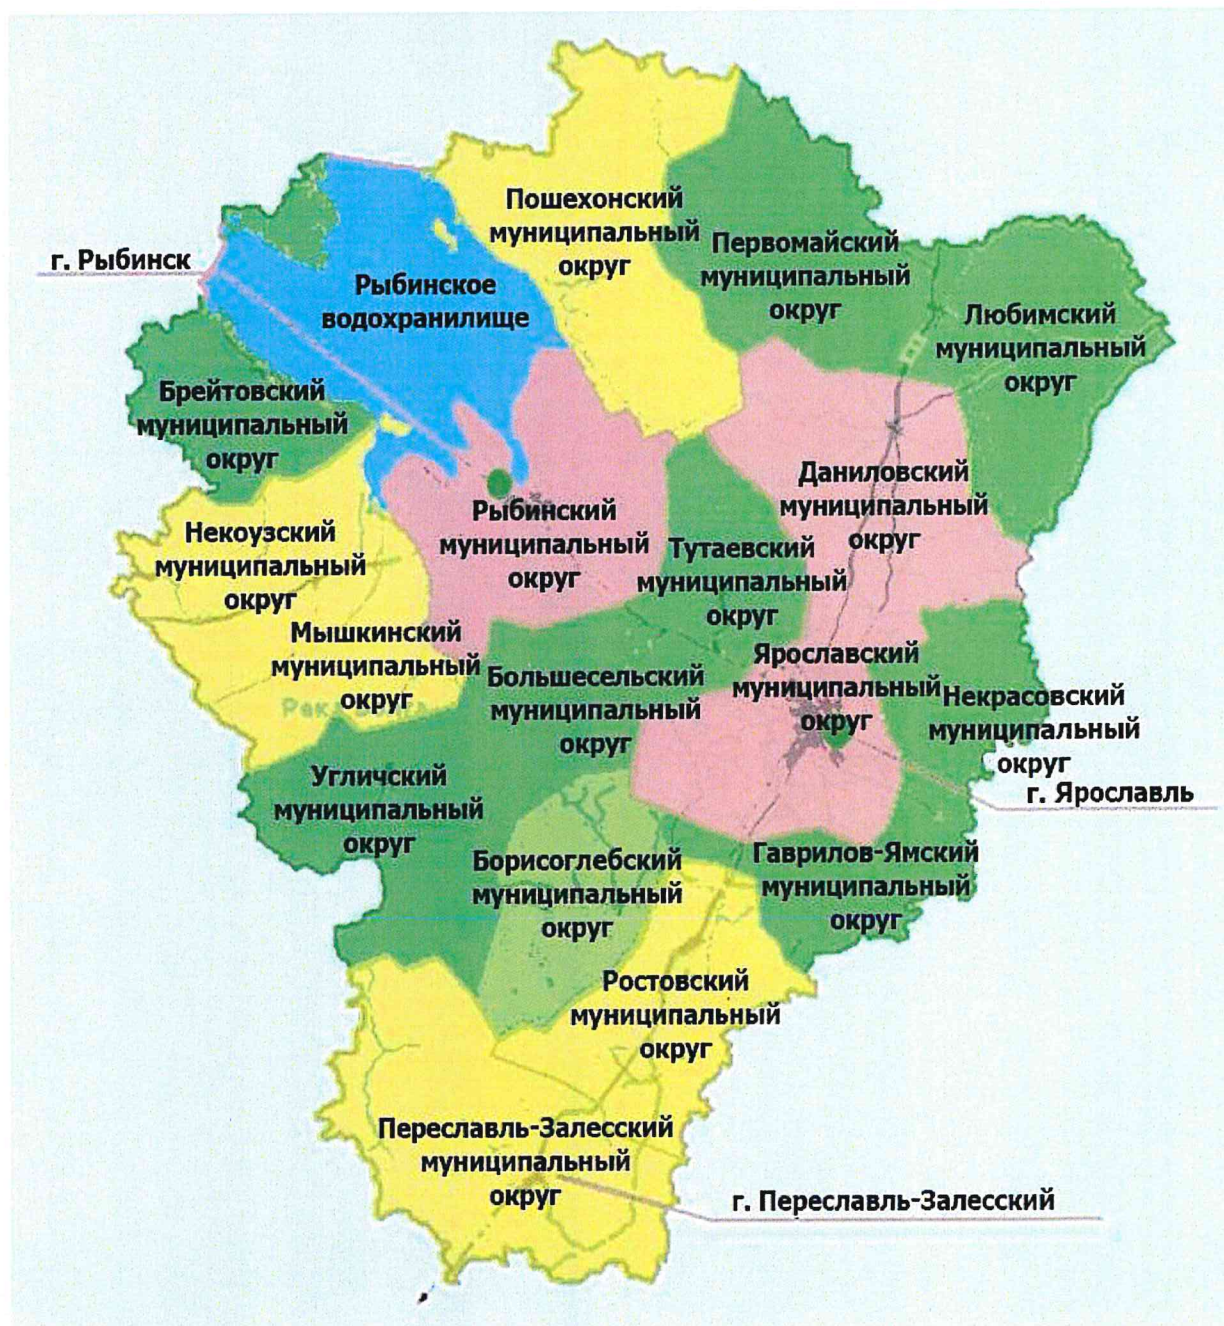 Пошехонский
муниципальный
округ
Первомайский
муниципальный
округ
г. Рыбинск
Рыбинское
водохранилище
Любимский
муниципальный
округ
Брейтовский
муниципальный
округ
Даниловский
муниципальный
округ
Некоузский
муниципальный
округ
Рыбинский
муниципальный
округ
Тутаевский
муниципальный
округ
Мышкинский
муниципальный
округ
Большесельский
муниципальный
округ
Ярославский
муниципальный
округ
Некрасовский
муниципальный
округ
г. Ярославль
Угличский
муниципальный
округ
Борисоглебский
муниципальный
округ
Гаврилов-Ямский
муниципальный
округ
Ростовский
муниципальный
округ
Переславль-Залесский
муниципальный
округ
г. Переславль-Залесский